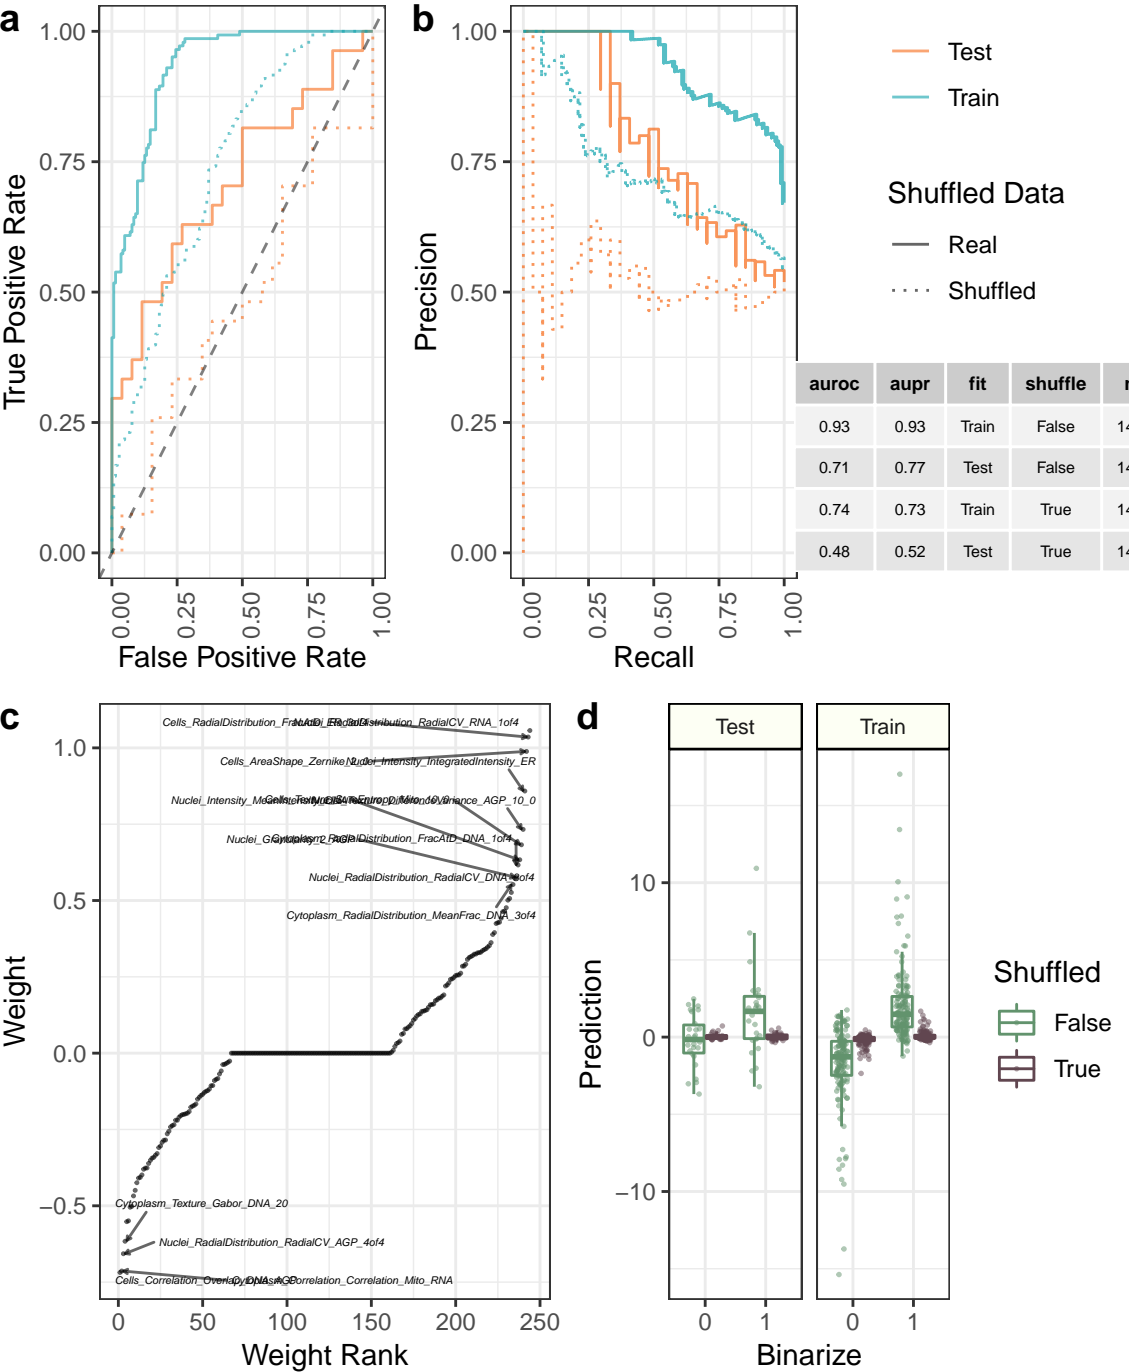 a
1.00
0.75
0.50
0.25
0.00
True Positive Rate
0.00
0.25
0.50
0.75
1.00
False Positive Rate
b
1.00
0.75
0.50
0.25
0.00
Precision
0.00
0.25
0.50
0.75
1.00
Recall
Test
Train
Shuffled Data
Real
Shuffled
auroc aupr fit shuffle
0.93 0.93 Train False 14
0.71 0.77 Test False 14
0.74 0.73 Train True 14
0.48 0.52 Test True 14
c
1.0
0.5
0.0
−0.5
Weight
Cells_AreaShape_Zernike_2_0
Nuclei_Intensity_IntegratedIntensity_ER
Nuclei_RadialDistribution_RadialCV_DNA_3of4
Cytoplasm_RadialDistribution_MeanFrac_DNA_3of4
Cytoplasm_Texture_Gabor_DNA_20
Nuclei_RadialDistribution_RadialCV_AGP_4of4
0
50
100
150
200
250
Weight Rank
d
Test
Train
10
0
−10
Prediction
0
1
0
1
Binarize
Shuffled
False
True